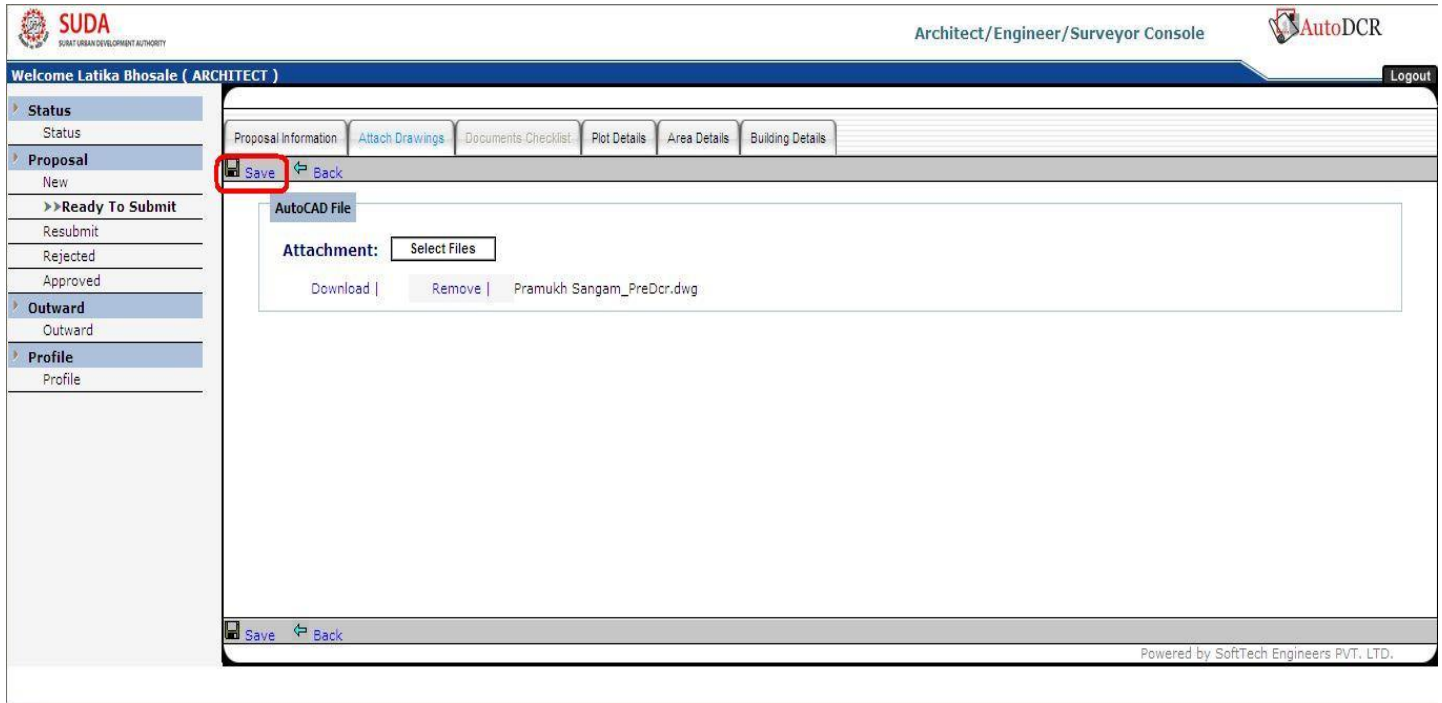 SUDA
SURAT URBAN DEVELOPMENT AUTHORITY
Architect/Engineer/Surveyor Console
AutoDCR
Welcome Latika Bhosale ( ARCHITECT )
Logout
Status
Status
Proposal
New
>>Ready To Submit
Resubmit
Rejected
Approved
Outward
Outward
Profile
Profile
Proposal Information Attach Drawings Documents Checklist Plot Details Area Details Building Details
Save Back
AutoCAD File
Attachment: Select Files
Download | Remove | Pramukh Sangam_PreDcr.dwg
Save Back
Powered by SoftTech Engineers PVT. LTD.